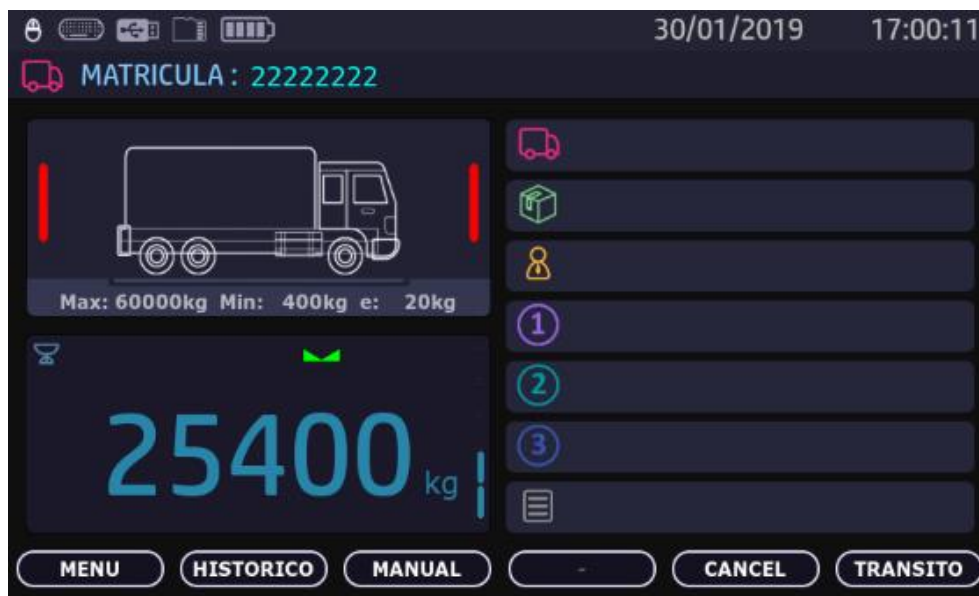 30/01/2019 17:00:11
MATRICULA : 22222222
Max: 60000kg Min: 400kg e: 20kg
1
2
25400 kg
3
MENU HISTORICO MANUAL - CANCEL TRANSITO